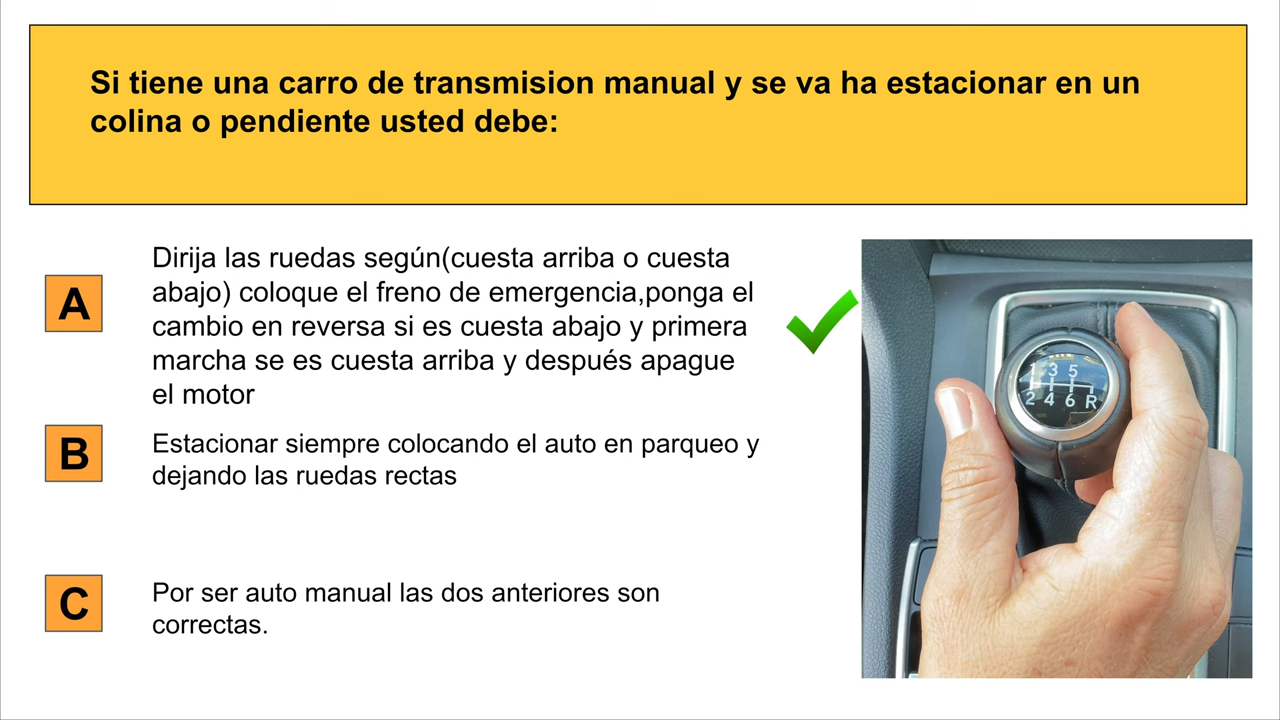 Si tiene una carro de transmision manual y se va ha estacionar en un
colina o pendiente usted debe:
A
Dirija las ruedas según(cuesta arriba o cuesta
abajo) coloque el freno de emergencia,ponga el
cambio en reversa si es cuesta abajo y primera
marcha se es cuesta arriba y después apague
el motor
B
Estacionar siempre colocando el auto en parqueo y
dejando las ruedas rectas
C
Por ser auto manual las dos anteriores son
correctas.
1 3 5
2 4 6 R